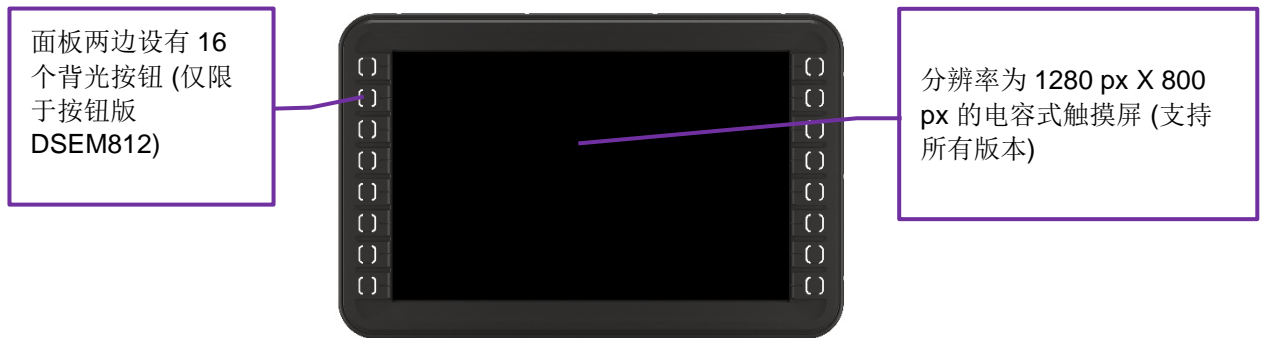 面板两边设有 16
个背光按钮 (仅限
于按钮版
DSEM812)
分辨率为 1280 px X 800
px 的电容式触摸屏 (支持
所有版本)